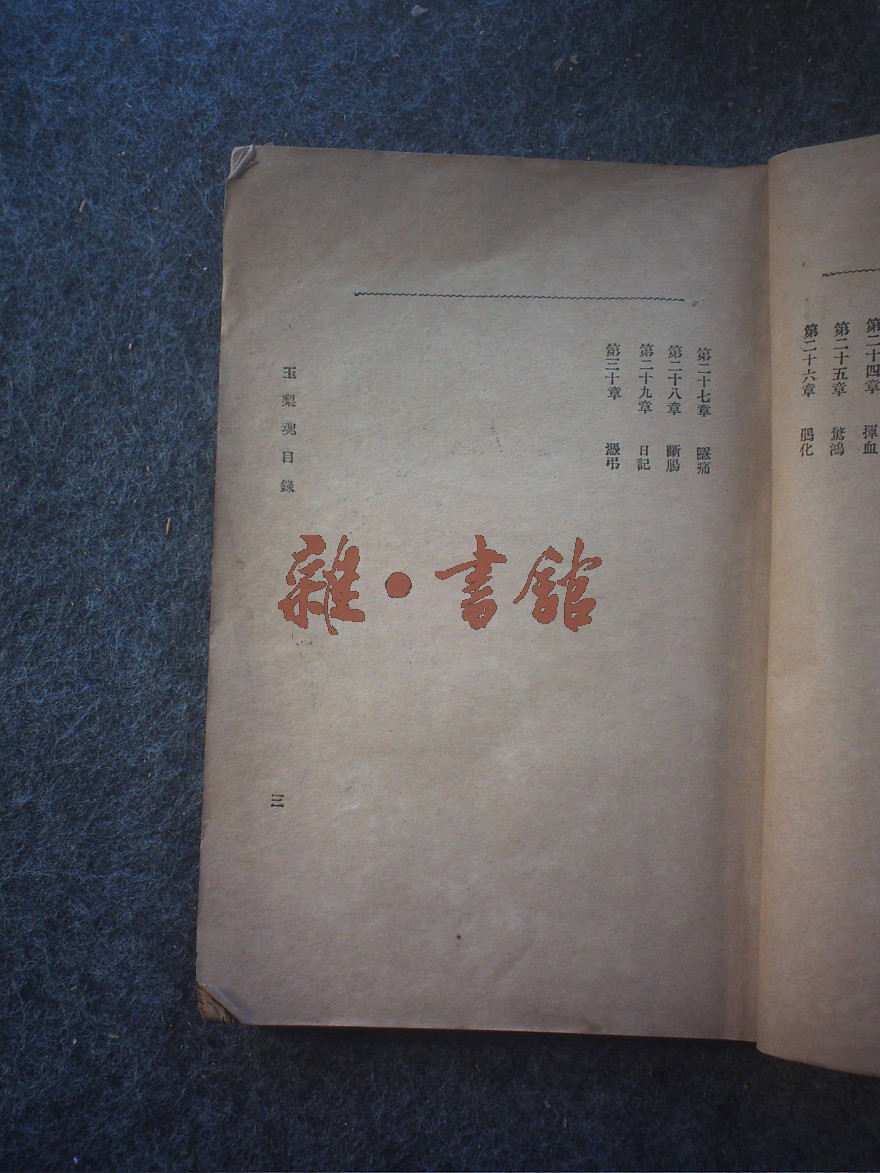 第二十四章 揮血
第二十五章 驚鴻
第二十六章 鵑化
第二十七章 隱痛
第二十八章 斷腸
第二十九章 日記
第三十章 憑弔
玉梨魂目錄
三
雜·書館